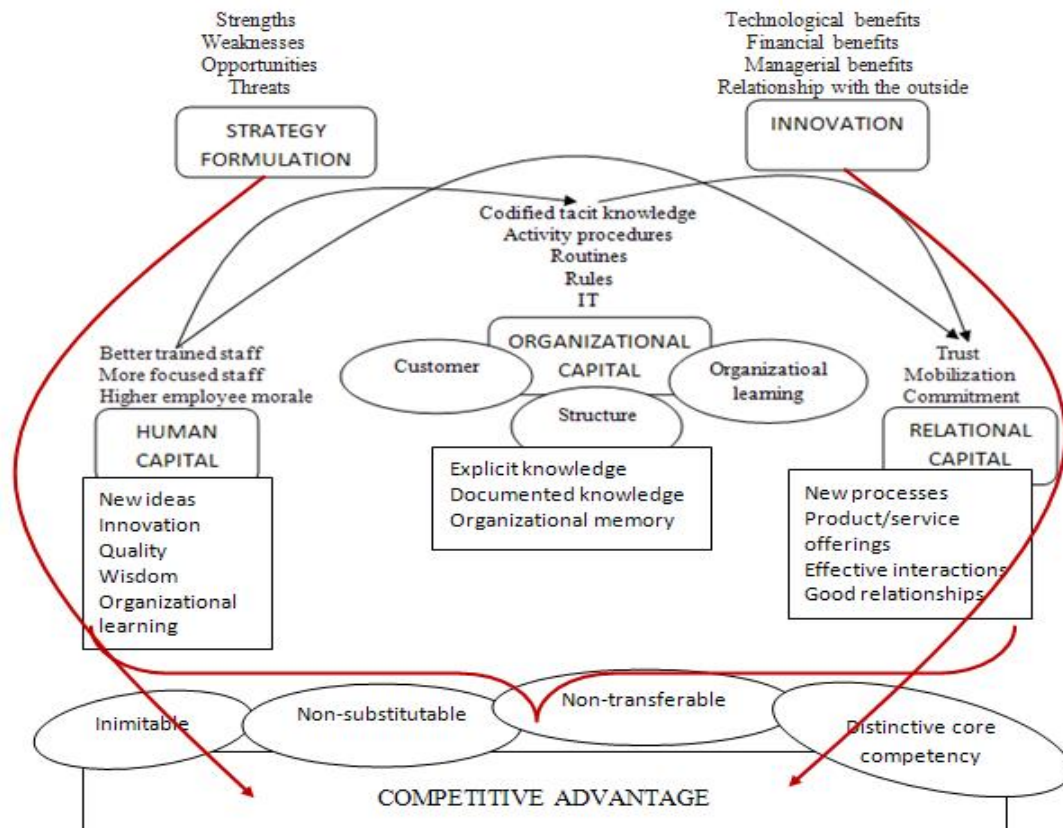 Strengths
Weaknesses
Opportunities
Threats
STRATEGY
FORMULATION
Technological benefits
Financial benefits
Managerial benefits
Relationship with the outside
INNOVATION
Codified tacit knowledge
Activity procedures
Routines
Rules
IT
ORGANIZATIONAL
CAPITAL
Customer
Organizatioal
learning
Structure
Explicit knowledge
Documented knowledge
Organizational memory
Better trained staff
More focused staff
Higher employee morale
HUMAN
CAPITAL
New ideas
Innovation
Quality
Wisdom
Organizational
learning
Trust
Mobilization
Commitment
RELATIONAL
CAPITAL
New processes
Product/service
offerings
Effective interactions
Good relationships
Inimitable
Non-substitutable
Non-transferable
Distinctive core
competency
COMPETITIVE ADVANTAGE